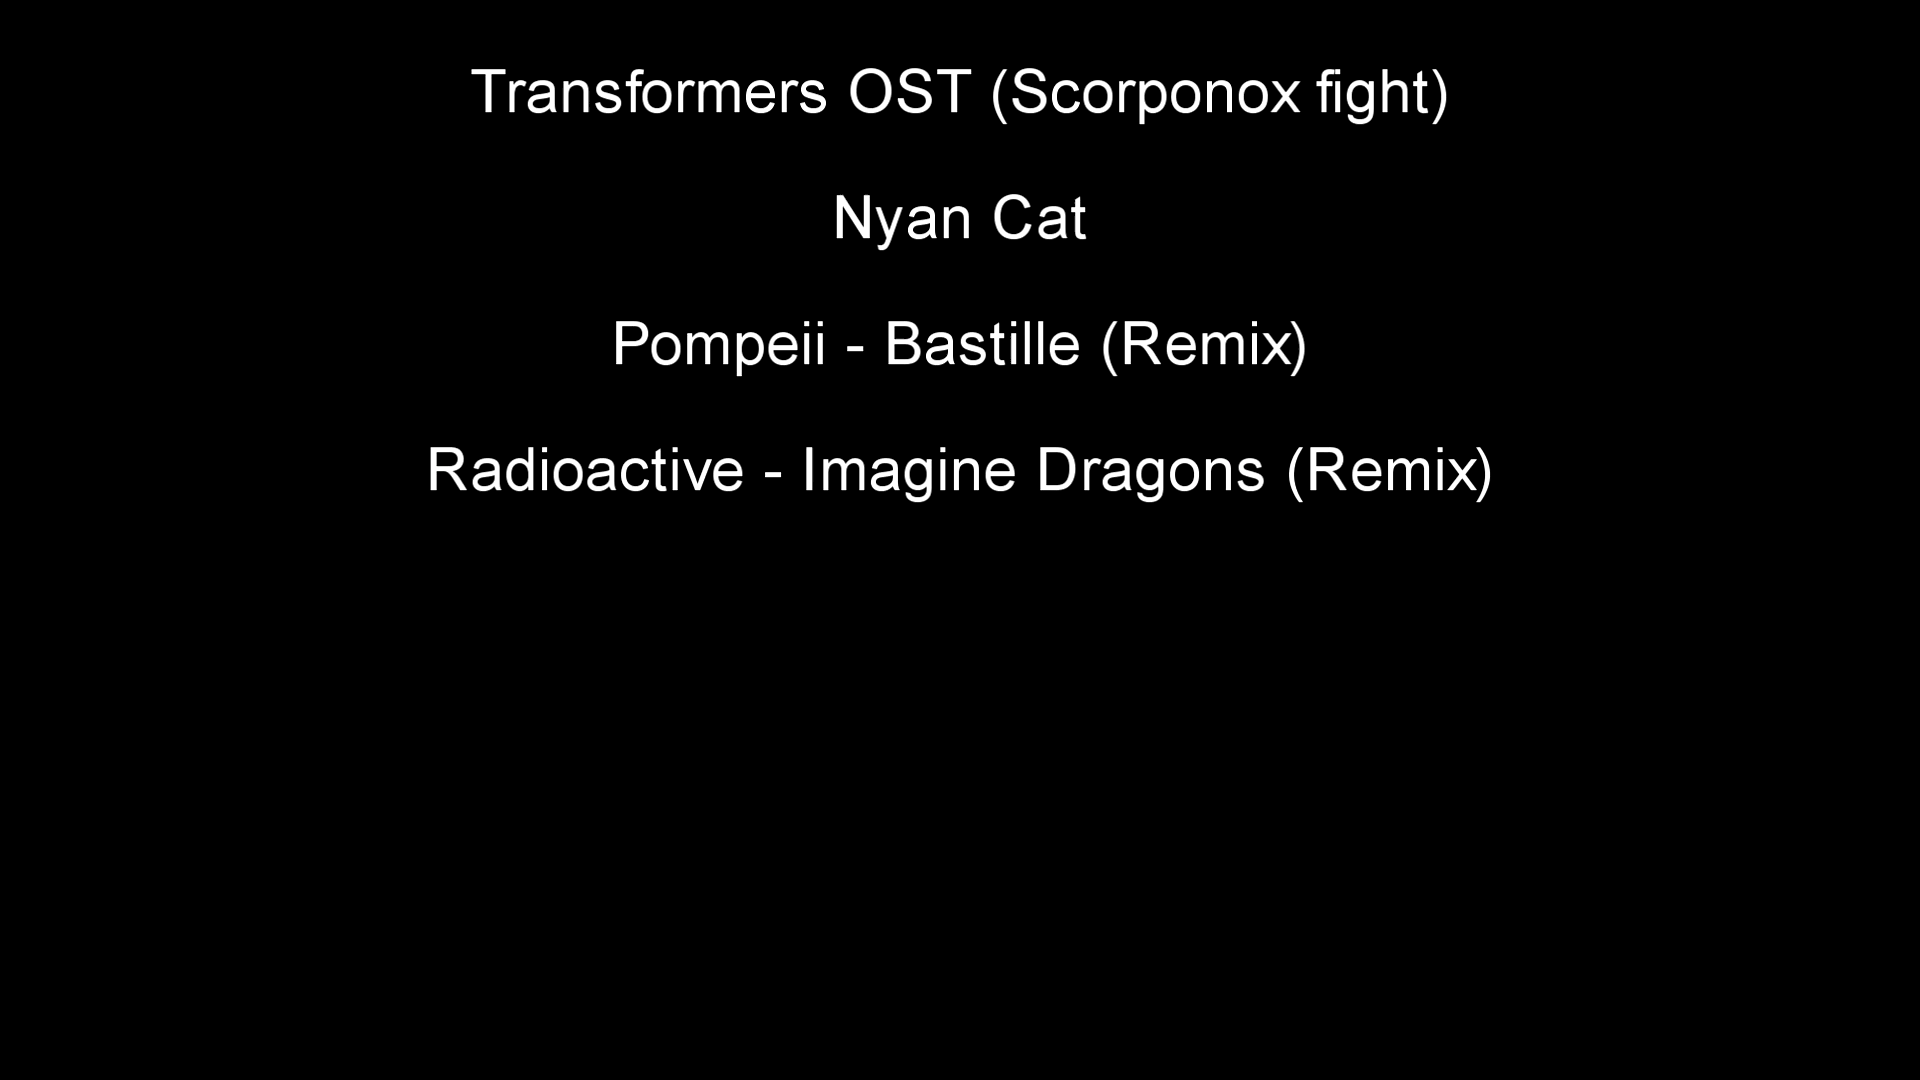 Transformers OST (Scorponox fight)
Nyan Cat
Pompeii - Bastille (Remix)
Radioactive - Imagine Dragons (Remix)